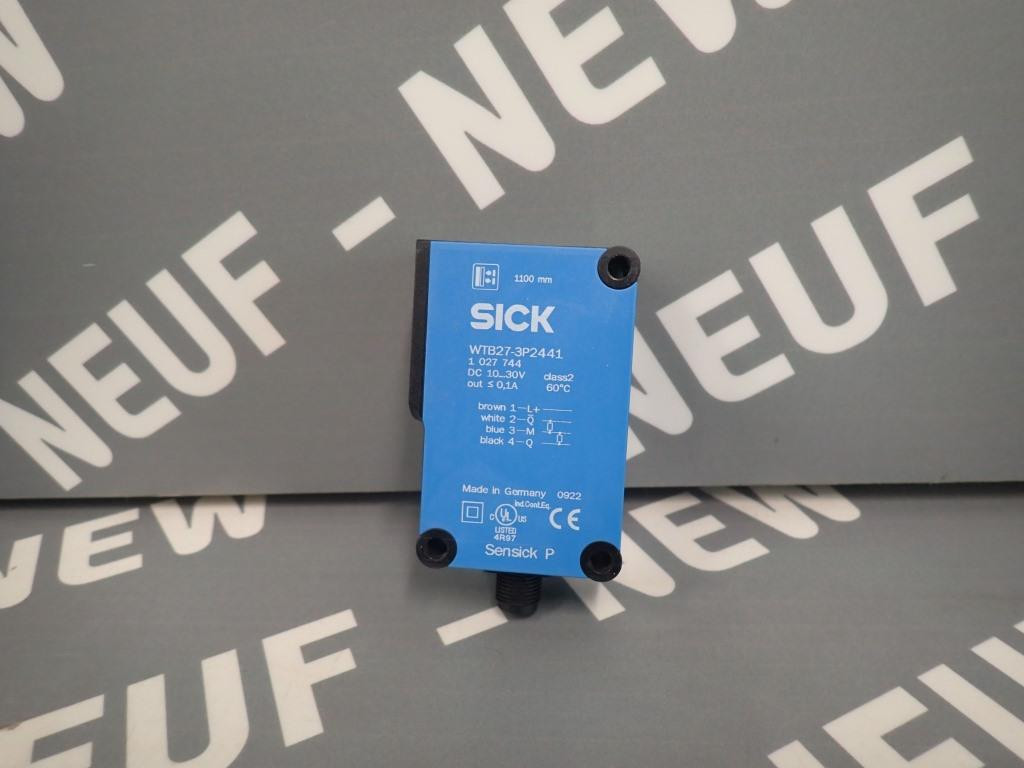 NEW
NEUF - NEW
NEUF - NEUF
1100 mm
SICK
WTB27-3P2441
1 027 744
DC 10...30V class2
out ≤ 0,1A 60°C
brown 1 - L+
white 2 - Q̅
blue 3 - M
black 4 - Q
Made in Germany 0922
Ind.Cont.Eq.
C UL US CE
LISTED
4R97
Sensick P
NEW
NEUF - NEW